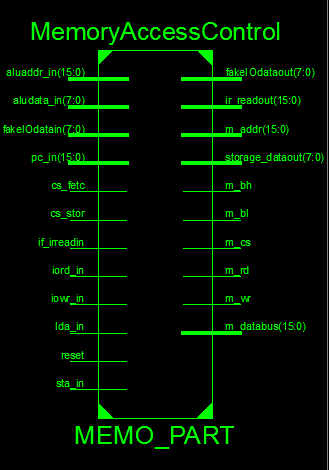 MemoryAccessControl
aluaddr_in(15:0)
fakeIOdataout(7:0)
aludata_in(7:0)
ir_readout(15:0)
fakeIOdatain(7:0)
m_addr(15:0)
pc_in(15:0)
storage_dataout(7:0)
cs_fetc
m_bh
cs_stor
m_bl
if_irreadin
m_cs
iord_in
m_rd
iowr_in
m_wr
lda_in
m_databus(15:0)
reset
sta_in
MEMO_PART